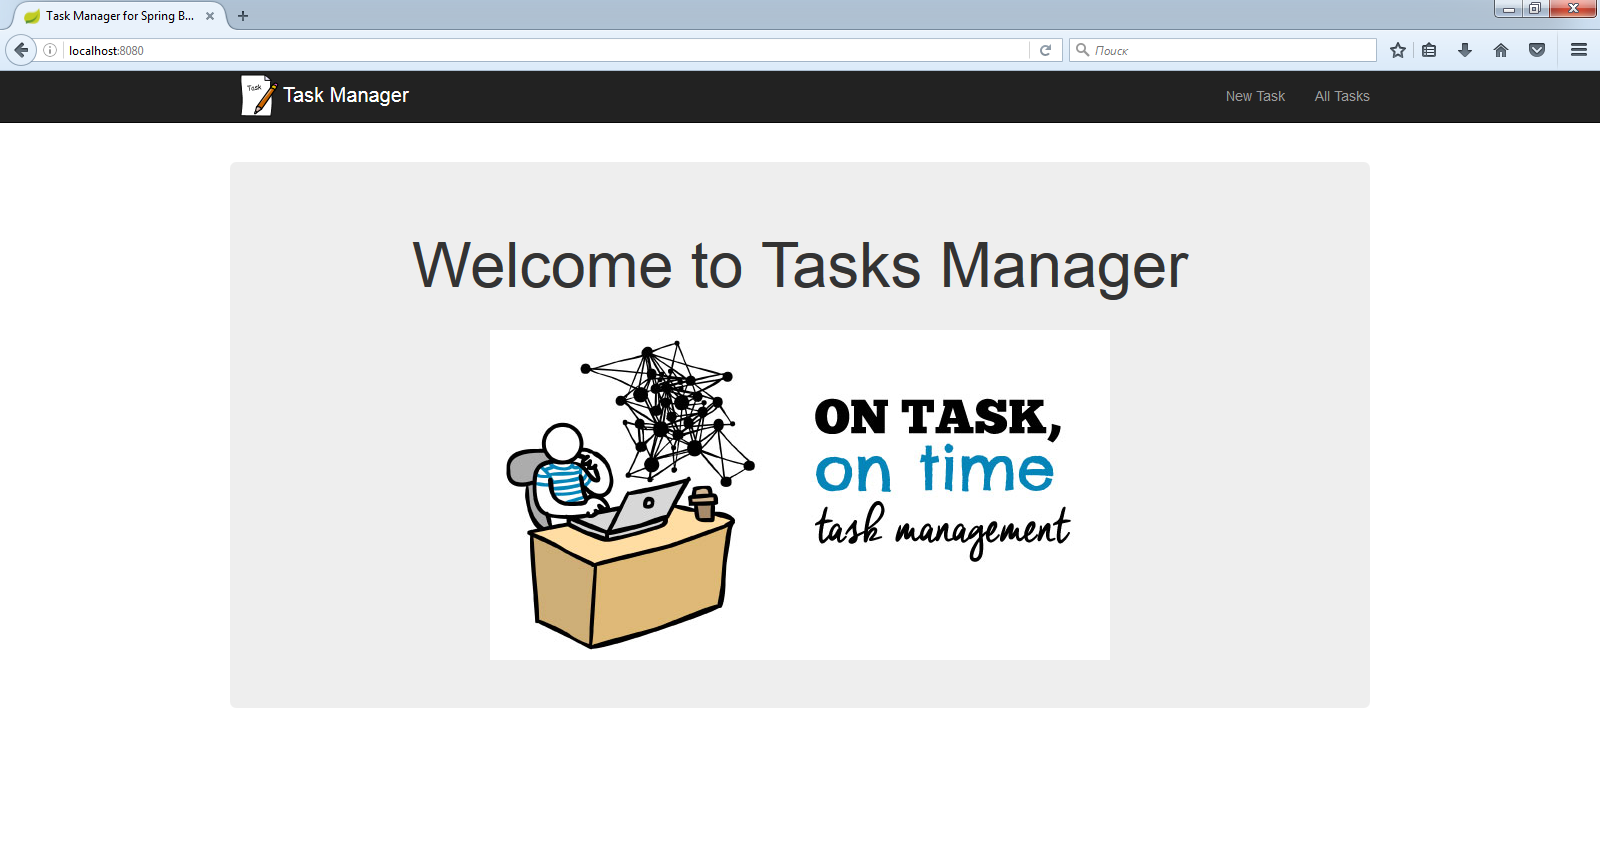 Task Manager for Spring B...
localhost:8080
Поиск
Task
Task Manager
New Task
All Tasks
Welcome to Tasks Manager
ON TASK,
on time
task management